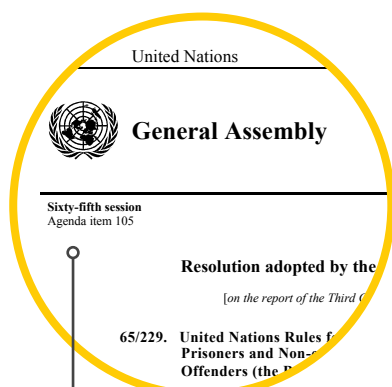 United Nations
General Assembly
Sixty-fifth session
Agenda item 105
Resolution adopted by the
[on the report of the Third
65/229. United Nations Rules
Prisoners and
Offenders (the